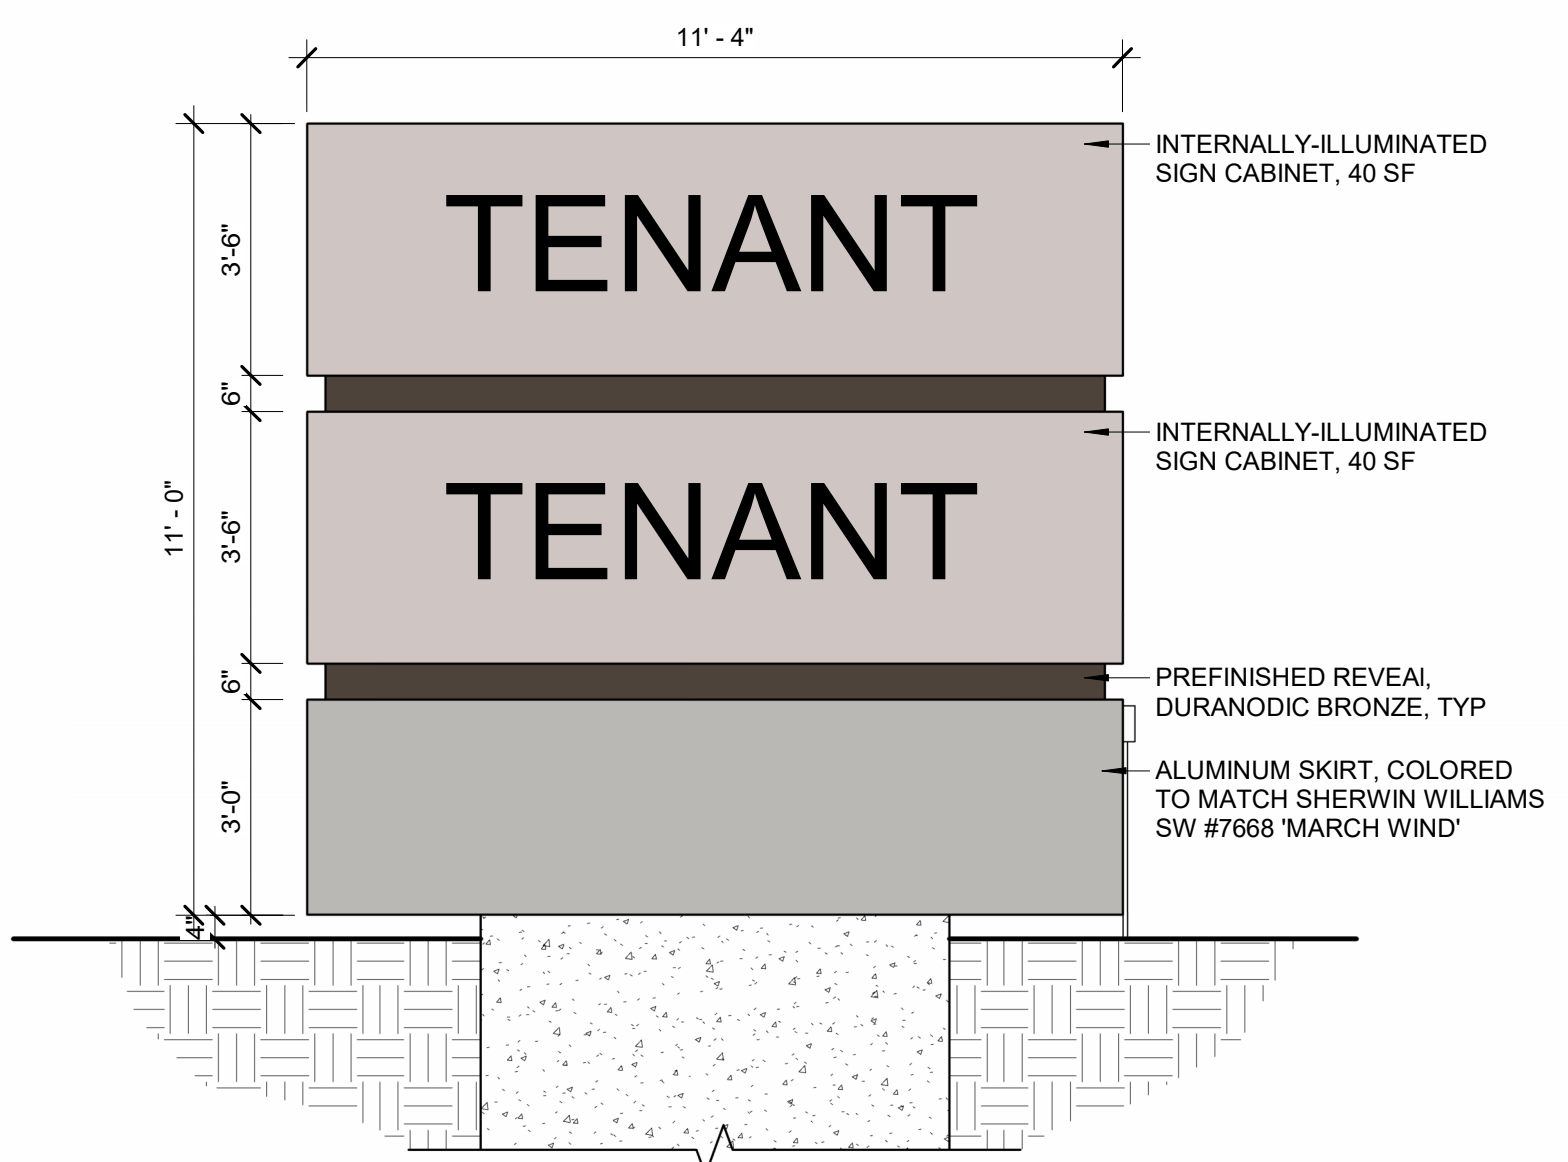 11' - 4"
INTERNALLY-ILLUMINATED
SIGN CABINET, 40 SF
TENANT
3'-6"
6"
INTERNALLY-ILLUMINATED
SIGN CABINET, 40 SF
TENANT
11' - 0"
3'-6"
6"
PREFINISHED REVEAl,
DURANODIC BRONZE, TYP
ALUMINUM SKIRT, COLORED
TO MATCH SHERWIN WILLIAMS
SW #7668 'MARCH WIND'
3'-0"
4"